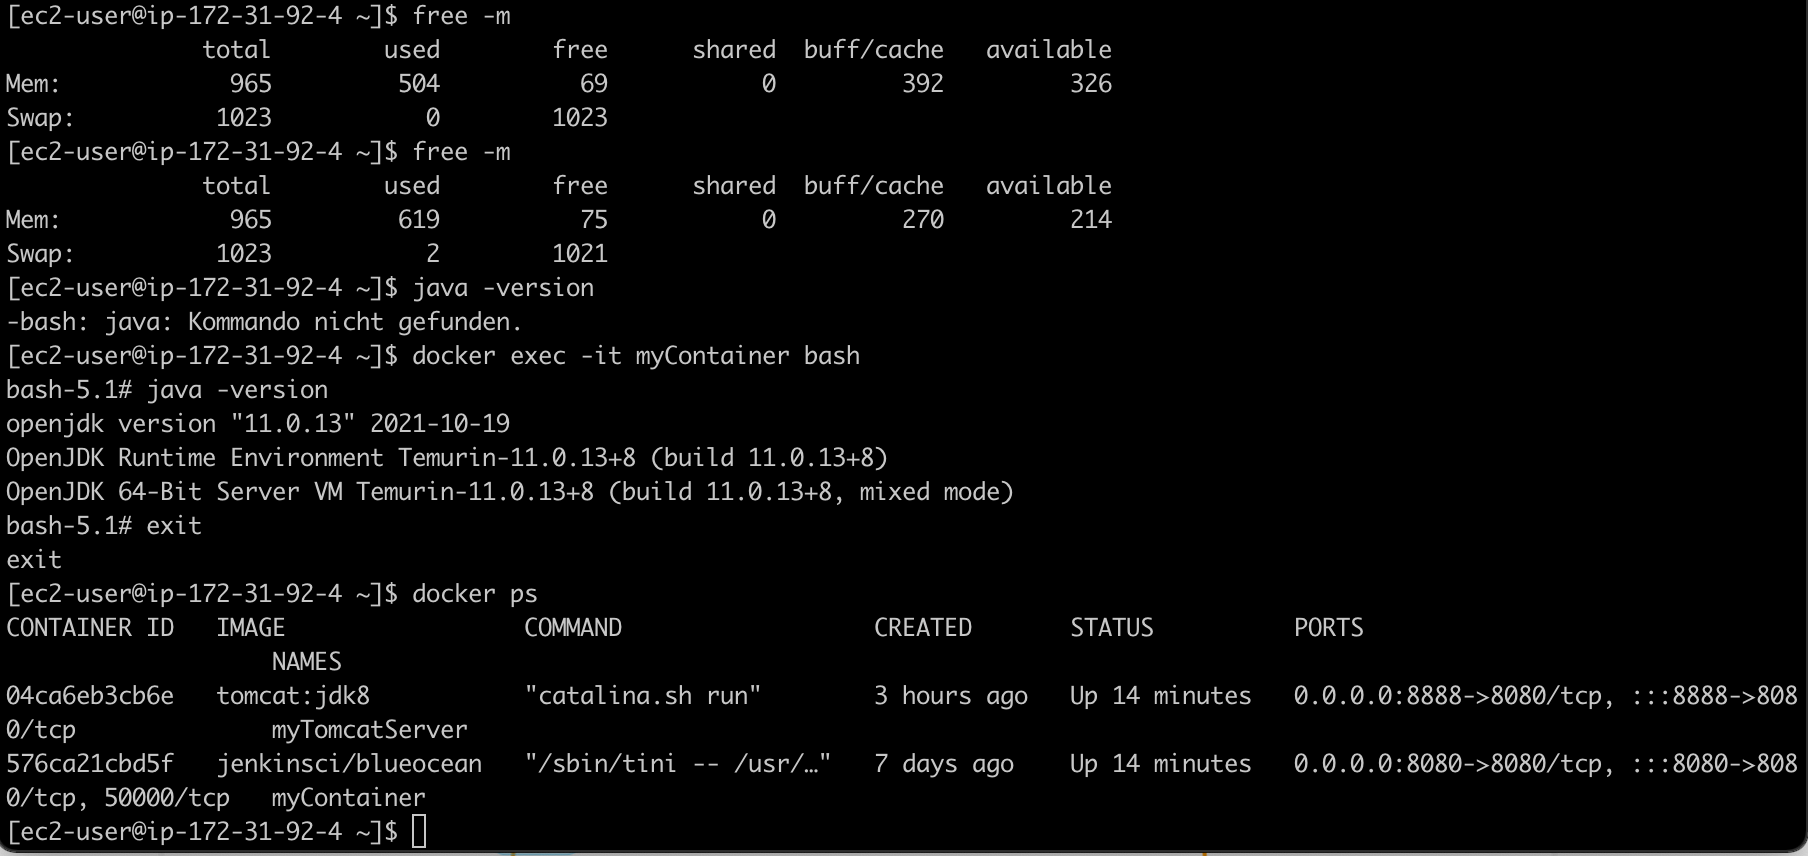 [ec2-user@ip-172-31-92-4 ~]$ free -m
              total        used        free      shared  buff/cache   available
Mem:            965         504          69           0         392         326
Swap:          1023           0        1023
[ec2-user@ip-172-31-92-4 ~]$ free -m
              total        used        free      shared  buff/cache   available
Mem:            965         619          75           0         270         214
Swap:          1023           2        1021
[ec2-user@ip-172-31-92-4 ~]$ java -version
-bash: java: Kommando nicht gefunden.
[ec2-user@ip-172-31-92-4 ~]$ docker exec -it myContainer bash
bash-5.1# java -version
openjdk version "11.0.13" 2021-10-19
OpenJDK Runtime Environment Temurin-11.0.13+8 (build 11.0.13+8)
OpenJDK 64-Bit Server VM Temurin-11.0.13+8 (build 11.0.13+8, mixed mode)
bash-5.1# exit
exit
[ec2-user@ip-172-31-92-4 ~]$ docker ps
CONTAINER ID   IMAGE                 COMMAND                  CREATED       STATUS          PORTS
                   NAMES
04ca6eb3cb6e   tomcat:jdk8           "catalina.sh run"        3 hours ago   Up 14 minutes   0.0.0.0:8888->8080/tcp, :::8888->808
0/tcp              myTomcatServer
576ca21cbd5f   jenkinsci/blueocean   "/sbin/tini -- /usr/…"   7 days ago    Up 14 minutes   0.0.0.0:8080->8080/tcp, :::8080->808
0/tcp, 50000/tcp   myContainer
[ec2-user@ip-172-31-92-4 ~]$